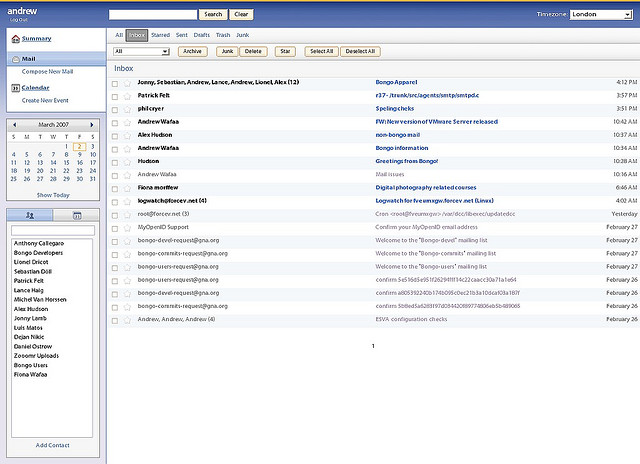 andrew
Log Out
Search Clear
Timezone: London
Summary
Mail
Compose New Mail
Calendar
Create New Event
March 2007
S M T W T F S
1 2 3
4 5 6 7 8 9 10
11 12 13 14 15 16 17
18 19 20 21 22 23 24
25 26 27 28 29 30 31
Show Today
Anthony Callegaro
Bongo Developers
Lionel Dricot
Sebastian Döll
Patrick Felt
Lance Haig
Michel Van Horssen
Alex Hudson
Jonny Lamb
Luis Matos
Dejan Nikic
Daniel Ostrow
Zooomr Uploads
Bongo Users
Fiona Wafaa
Add Contact
All Inbox Starred Sent Drafts Trash Junk
All Archive Junk Delete Star Select All Deselect All
Inbox
Jonny, Sebastian, Andrew, Lance, Andrew, Lionel, Alex (12) Bongo Apparel 4:12 PM
Patrick Felt r37 - /trunk/src/agents/smtp/smtpd.c 3:57 PM
phil cryer Speling cheks 3:51 PM
Andrew Wafaa FW: New version of VMware Server released 10:42 AM
Alex Hudson non-bongo mail 10:37 AM
Andrew Wafaa Bongo information 10:34 AM
Hudson Greetings from Bongo! 10:28 AM
Andrew Wafaa Mail Issues 10:16 AM
Fiona moriffew Digital photography related courses 6:46 AM
logwatch@forcev.net (4) Logwatch for fveumxgw.forcev.net (Linux) 4:02 AM
root@forcev.net (3) Cron <root@fveumxgw> /var/dcc/libexec/updatedcc Yesterday
MyOpenID Support Confirm your MyOpenID email address February 27
bongo-devel-request@gna.org Welcome to the "Bongo-devel" mailing list February 27
bongo-commits-request@gna.org Welcome to the "Bongo-commits" mailing list February 27
bongo-users-request@gna.org Welcome to the "Bongo-users" mailing list February 27
bongo-users-request@gna.org confirm February 26
bongo-devel-request@gna.org confirm February 26
bongo-commits-request@gna.org confirm February 26
Andrew, Andrew, Andrew (4) ESVA configuration checks February 26
1